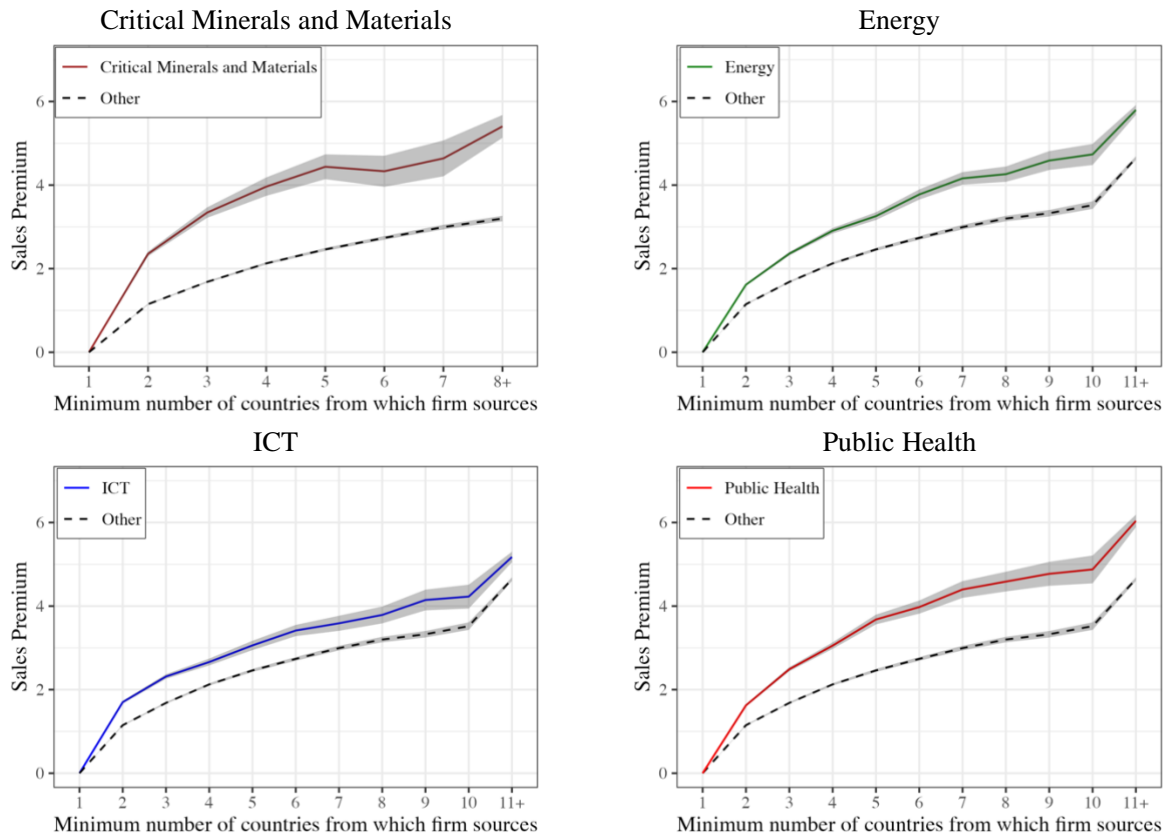 Critical Minerals and Materials
Critical Minerals and Materials
Other
Sales Premium
6
4
2
0
1 2 3 4 5 6 7 8+
Minimum number of countries from which firm sources
Energy
Energy
Other
Sales Premium
6
4
2
0
1 2 3 4 5 6 7 8 9 10 11+
Minimum number of countries from which firm sources
ICT
ICT
Other
Sales Premium
6
4
2
0
1 2 3 4 5 6 7 8 9 10 11+
Minimum number of countries from which firm sources
Public Health
Public Health
Other
Sales Premium
6
4
2
0
1 2 3 4 5 6 7 8 9 10 11+
Minimum number of countries from which firm sources